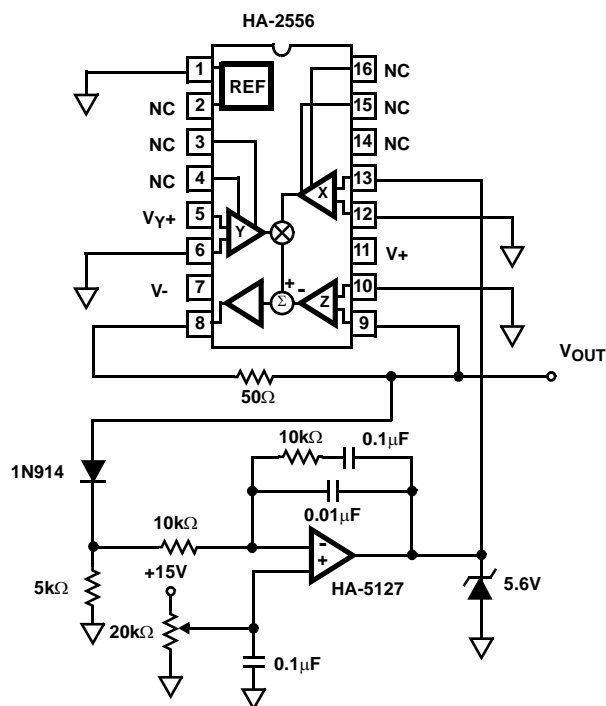 HA-2556
1
REF
16 NC
NC 2
15 NC
NC 3
14 NC
NC 4
X
13
VY+ 5
Y
12
6
11 V+
V- 7
+ -
10
8
Σ
Z
9
VOUT
50Ω
10kΩ
0.1μF
1N914
0.01μF
10kΩ
-
+
5kΩ
+15V
HA-5127
5.6V
20kΩ
0.1μF